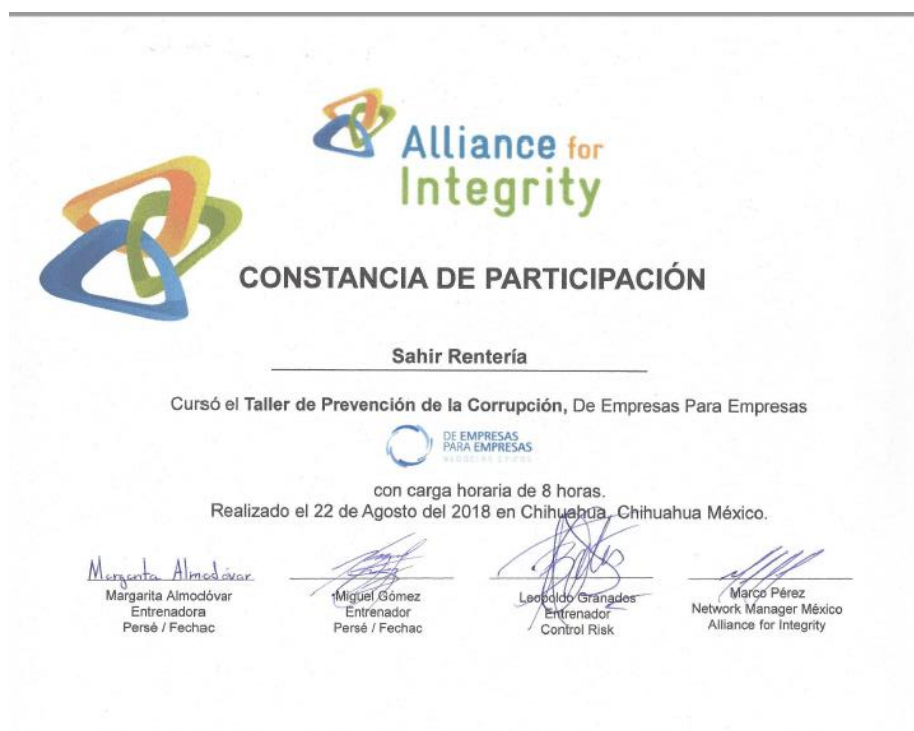 Alliance for
Integrity
CONSTANCIA DE PARTICIPACIÓN
Sahir Rentería
Cursó el Taller de Prevención de la Corrupción, De Empresas Para Empresas
DE EMPRESAS
PARA EMPRESAS
con carga horaria de 8 horas.
Realizado el 22 de Agosto del 2018 en Chihuahua, Chihuahua México.
Margarita Almodóvar
Margarita Almodóvar
Entrenadora
Persé / Fechac
Miguel Gómez
Entrenador
Persé / Fechac
Leopoldo Granados
Entrenador
Control Risk
Marco Pérez
Network Manager México
Alliance for Integrity